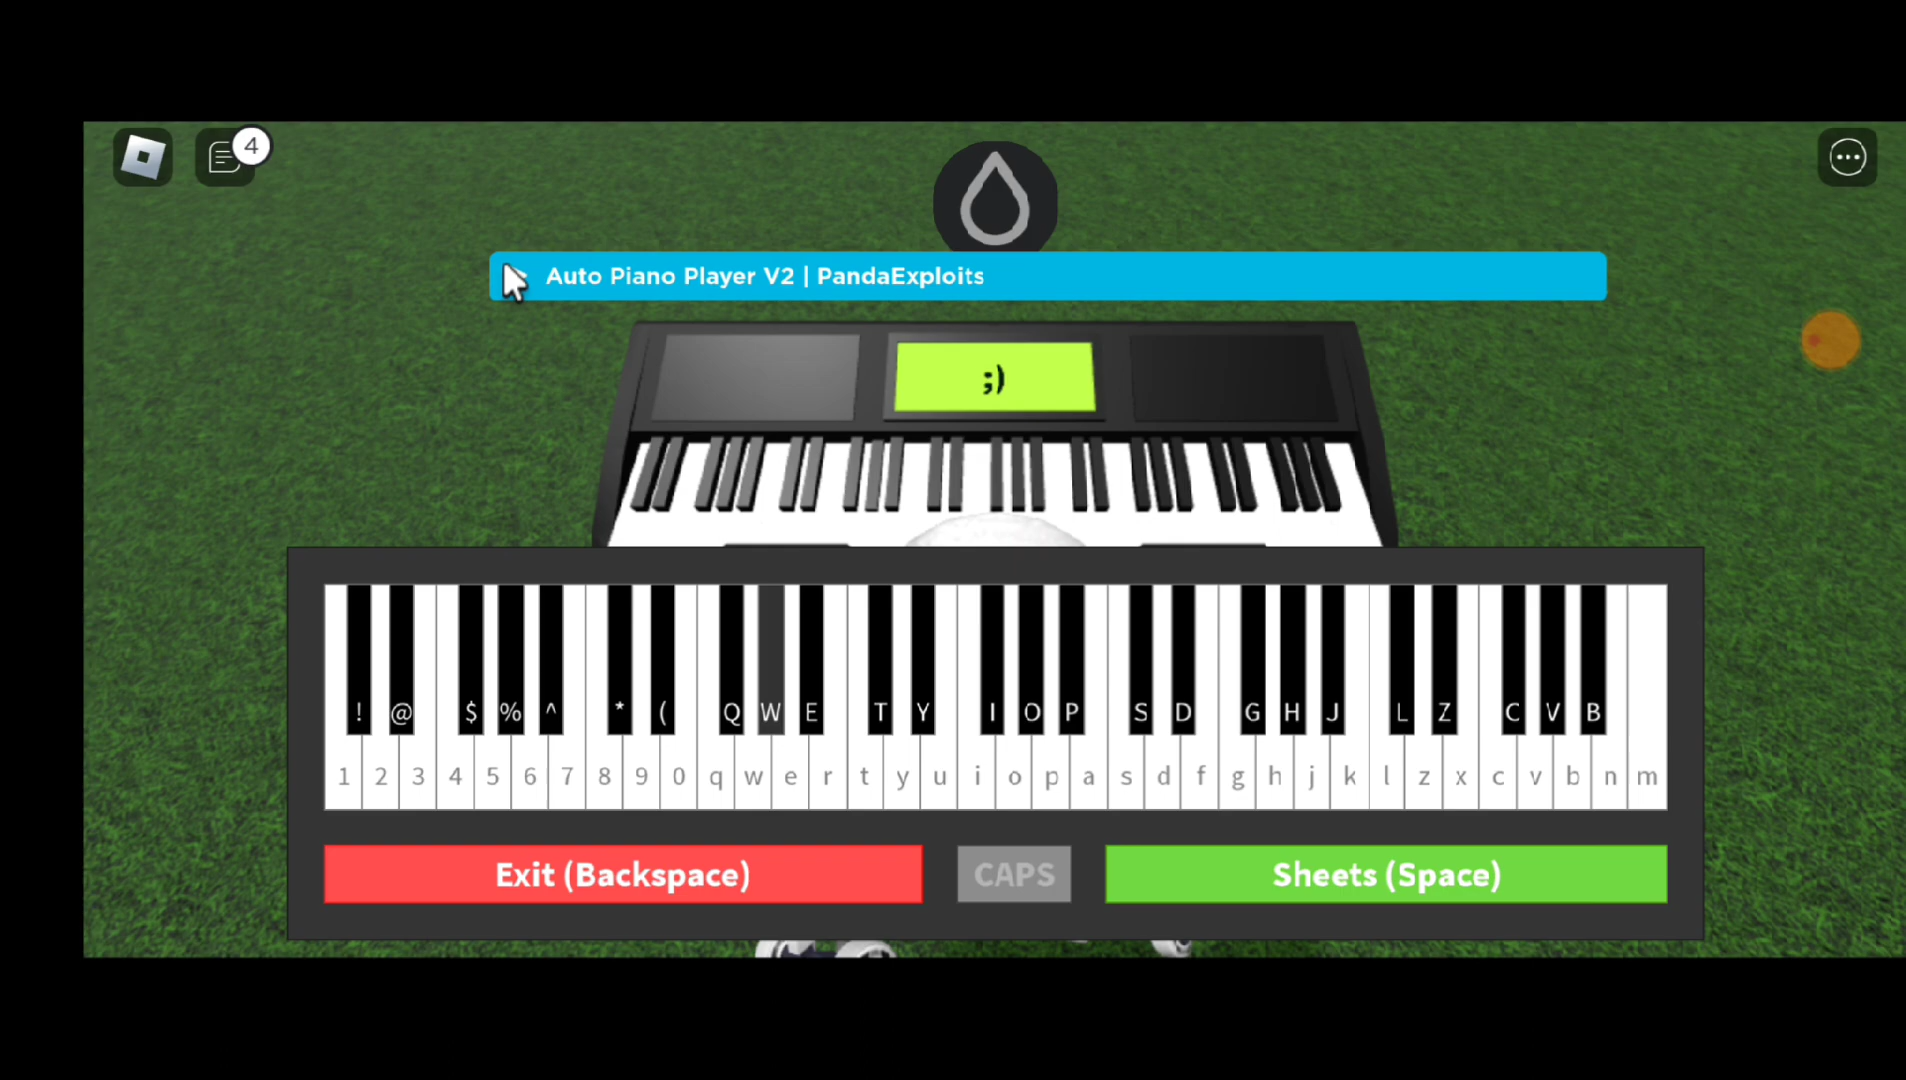 4
Auto Piano Player V2 | PandaExploits
;)
! @ $ % ^ * ( Q W E T Y I O P S D G H J L Z C V B
1 2 3 4 5 6 7 8 9 0 q w e r t y u i o p a s d f g h j k l z x c v b n m
Exit (Backspace)
CAPS
Sheets (Space)